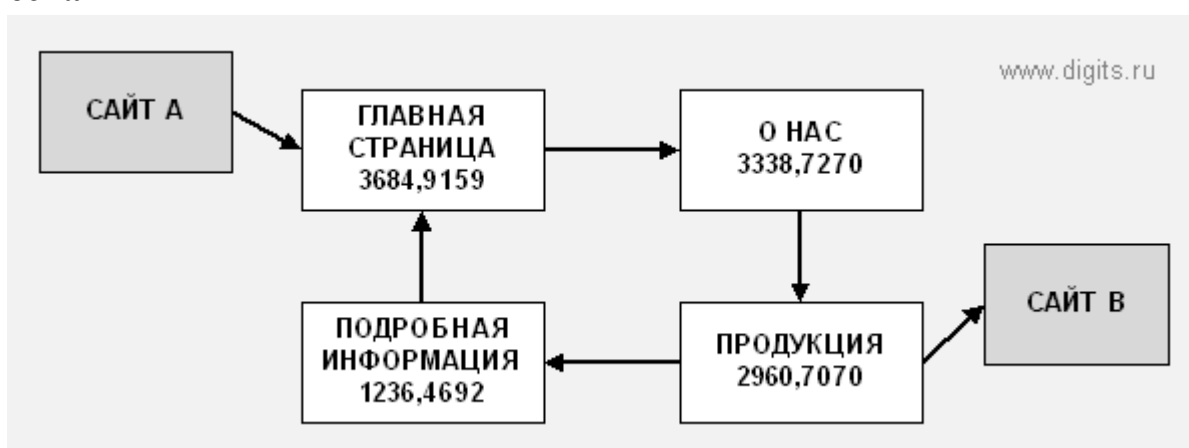 www.digits.ru
САЙТ A
ГЛАВНАЯ
СТРАНИЦА
3684,9159
О НАС
3338,7270
САЙТ B
ПОДРОБНАЯ
ИНФОРМАЦИЯ
1236,4692
ПРОДУКЦИЯ
2960,7070